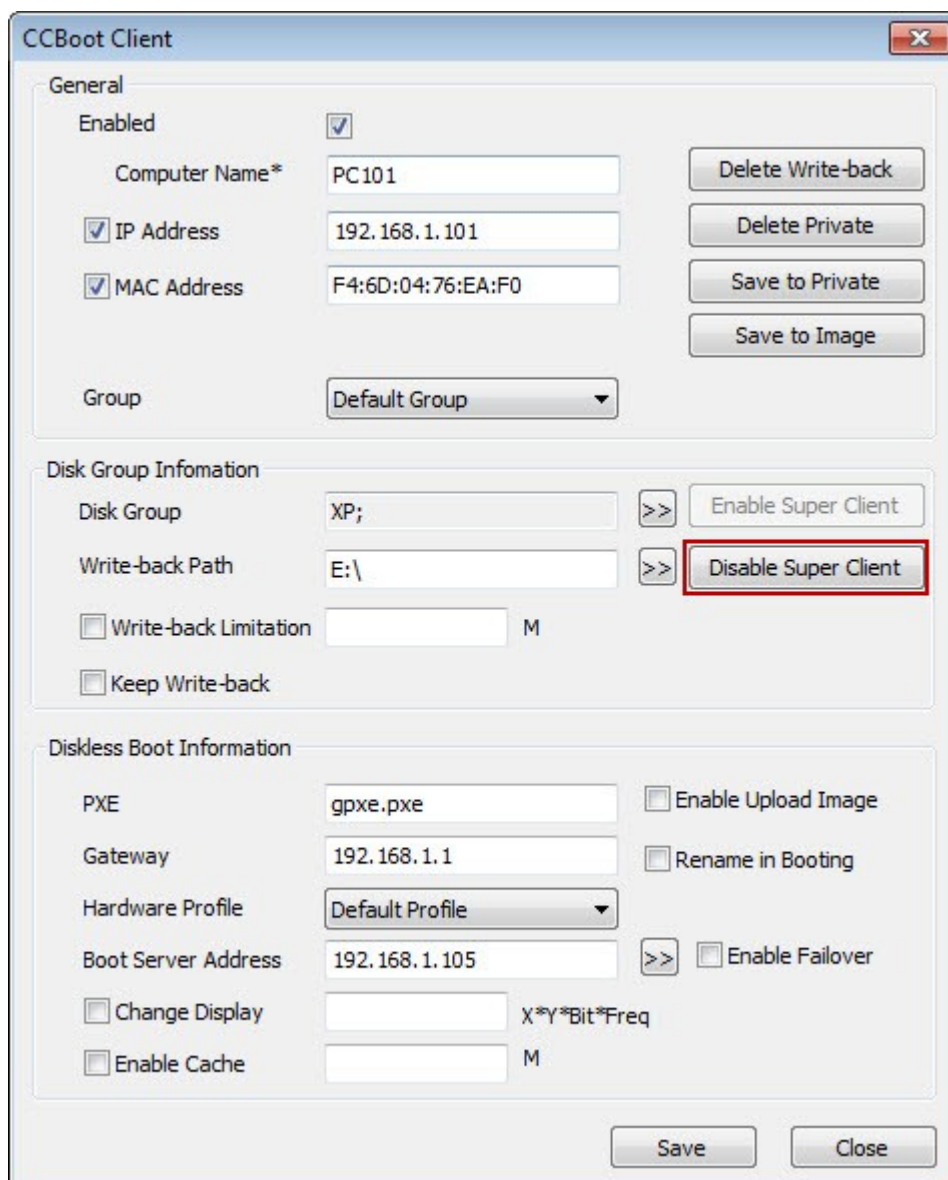 CCBoot Client
General
Enabled
Computer Name* PC101 Delete Write-back
IP Address 192.168.1.101 Delete Private
MAC Address F4:6D:04:76:EA:F0 Save to Private
Save to Image
Group Default Group
Disk Group Infomation
Disk Group XP; >> Enable Super Client
Write-back Path E:\ >> Disable Super Client
Write-back Limitation M
Keep Write-back
Diskless Boot Information
PXE gpxe.pxe Enable Upload Image
Gateway 192.168.1.1 Rename in Booting
Hardware Profile Default Profile
Boot Server Address 192.168.1.105 >> Enable Failover
Change Display X*Y*Bit*Freq
Enable Cache M
Save Close